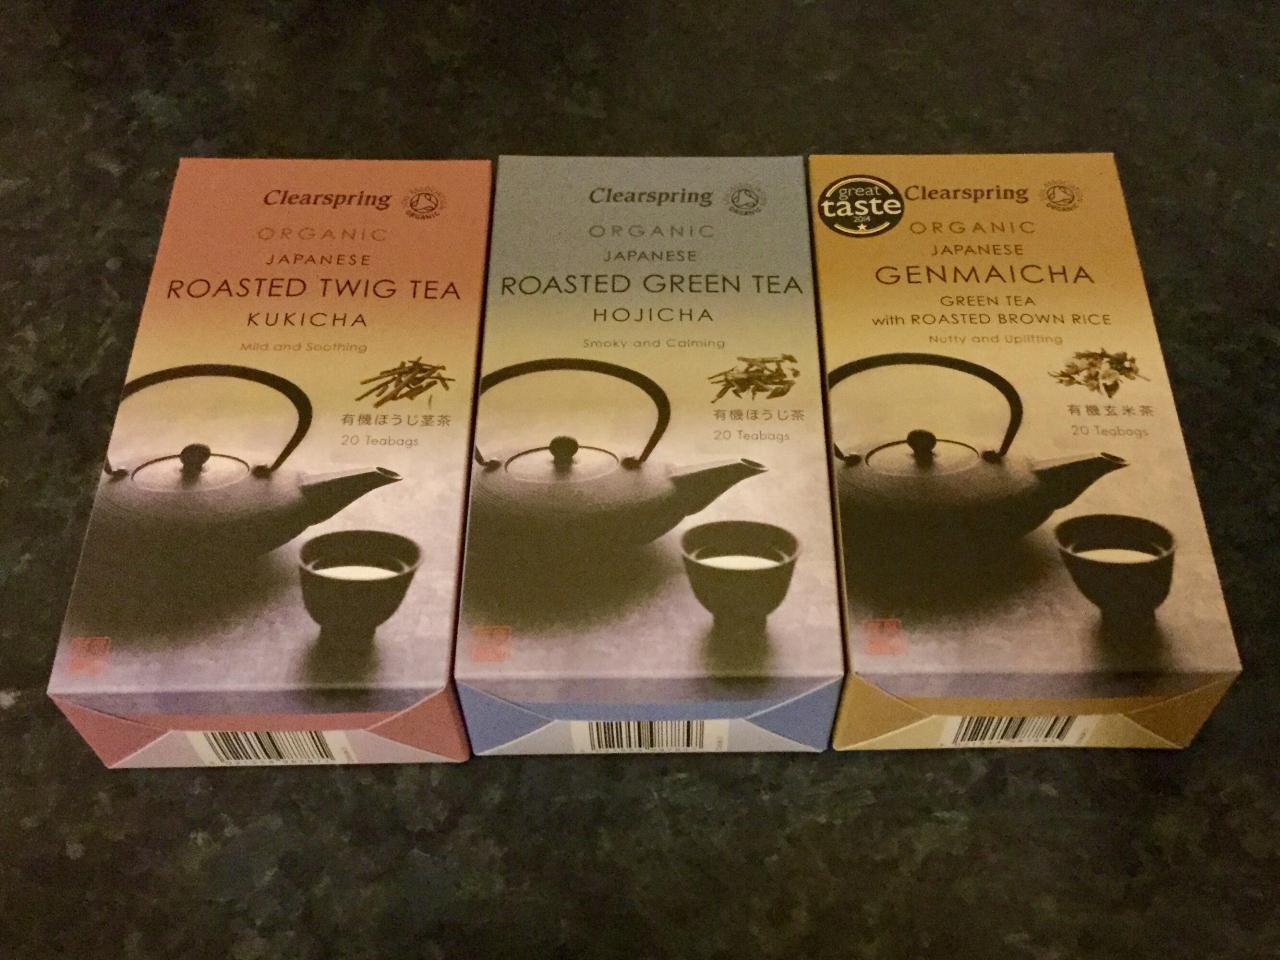 Clearspring
ORGANIC
ORGANIC
JAPANESE
ROASTED TWIG TEA
KUKICHA
Mild and Soothing
有機ほうじ茎茶
20 Teabags
Clearspring
ORGANIC
ORGANIC
JAPANESE
ROASTED GREEN TEA
HOJICHA
Smoky and Calming
有機ほうじ茶
20 Teabags
great
taste
2014
Clearspring
ORGANIC
ORGANIC
JAPANESE
GENMAICHA
GREEN TEA
with ROASTED BROWN RICE
Nutty and Uplifting
有機玄米茶
20 Teabags